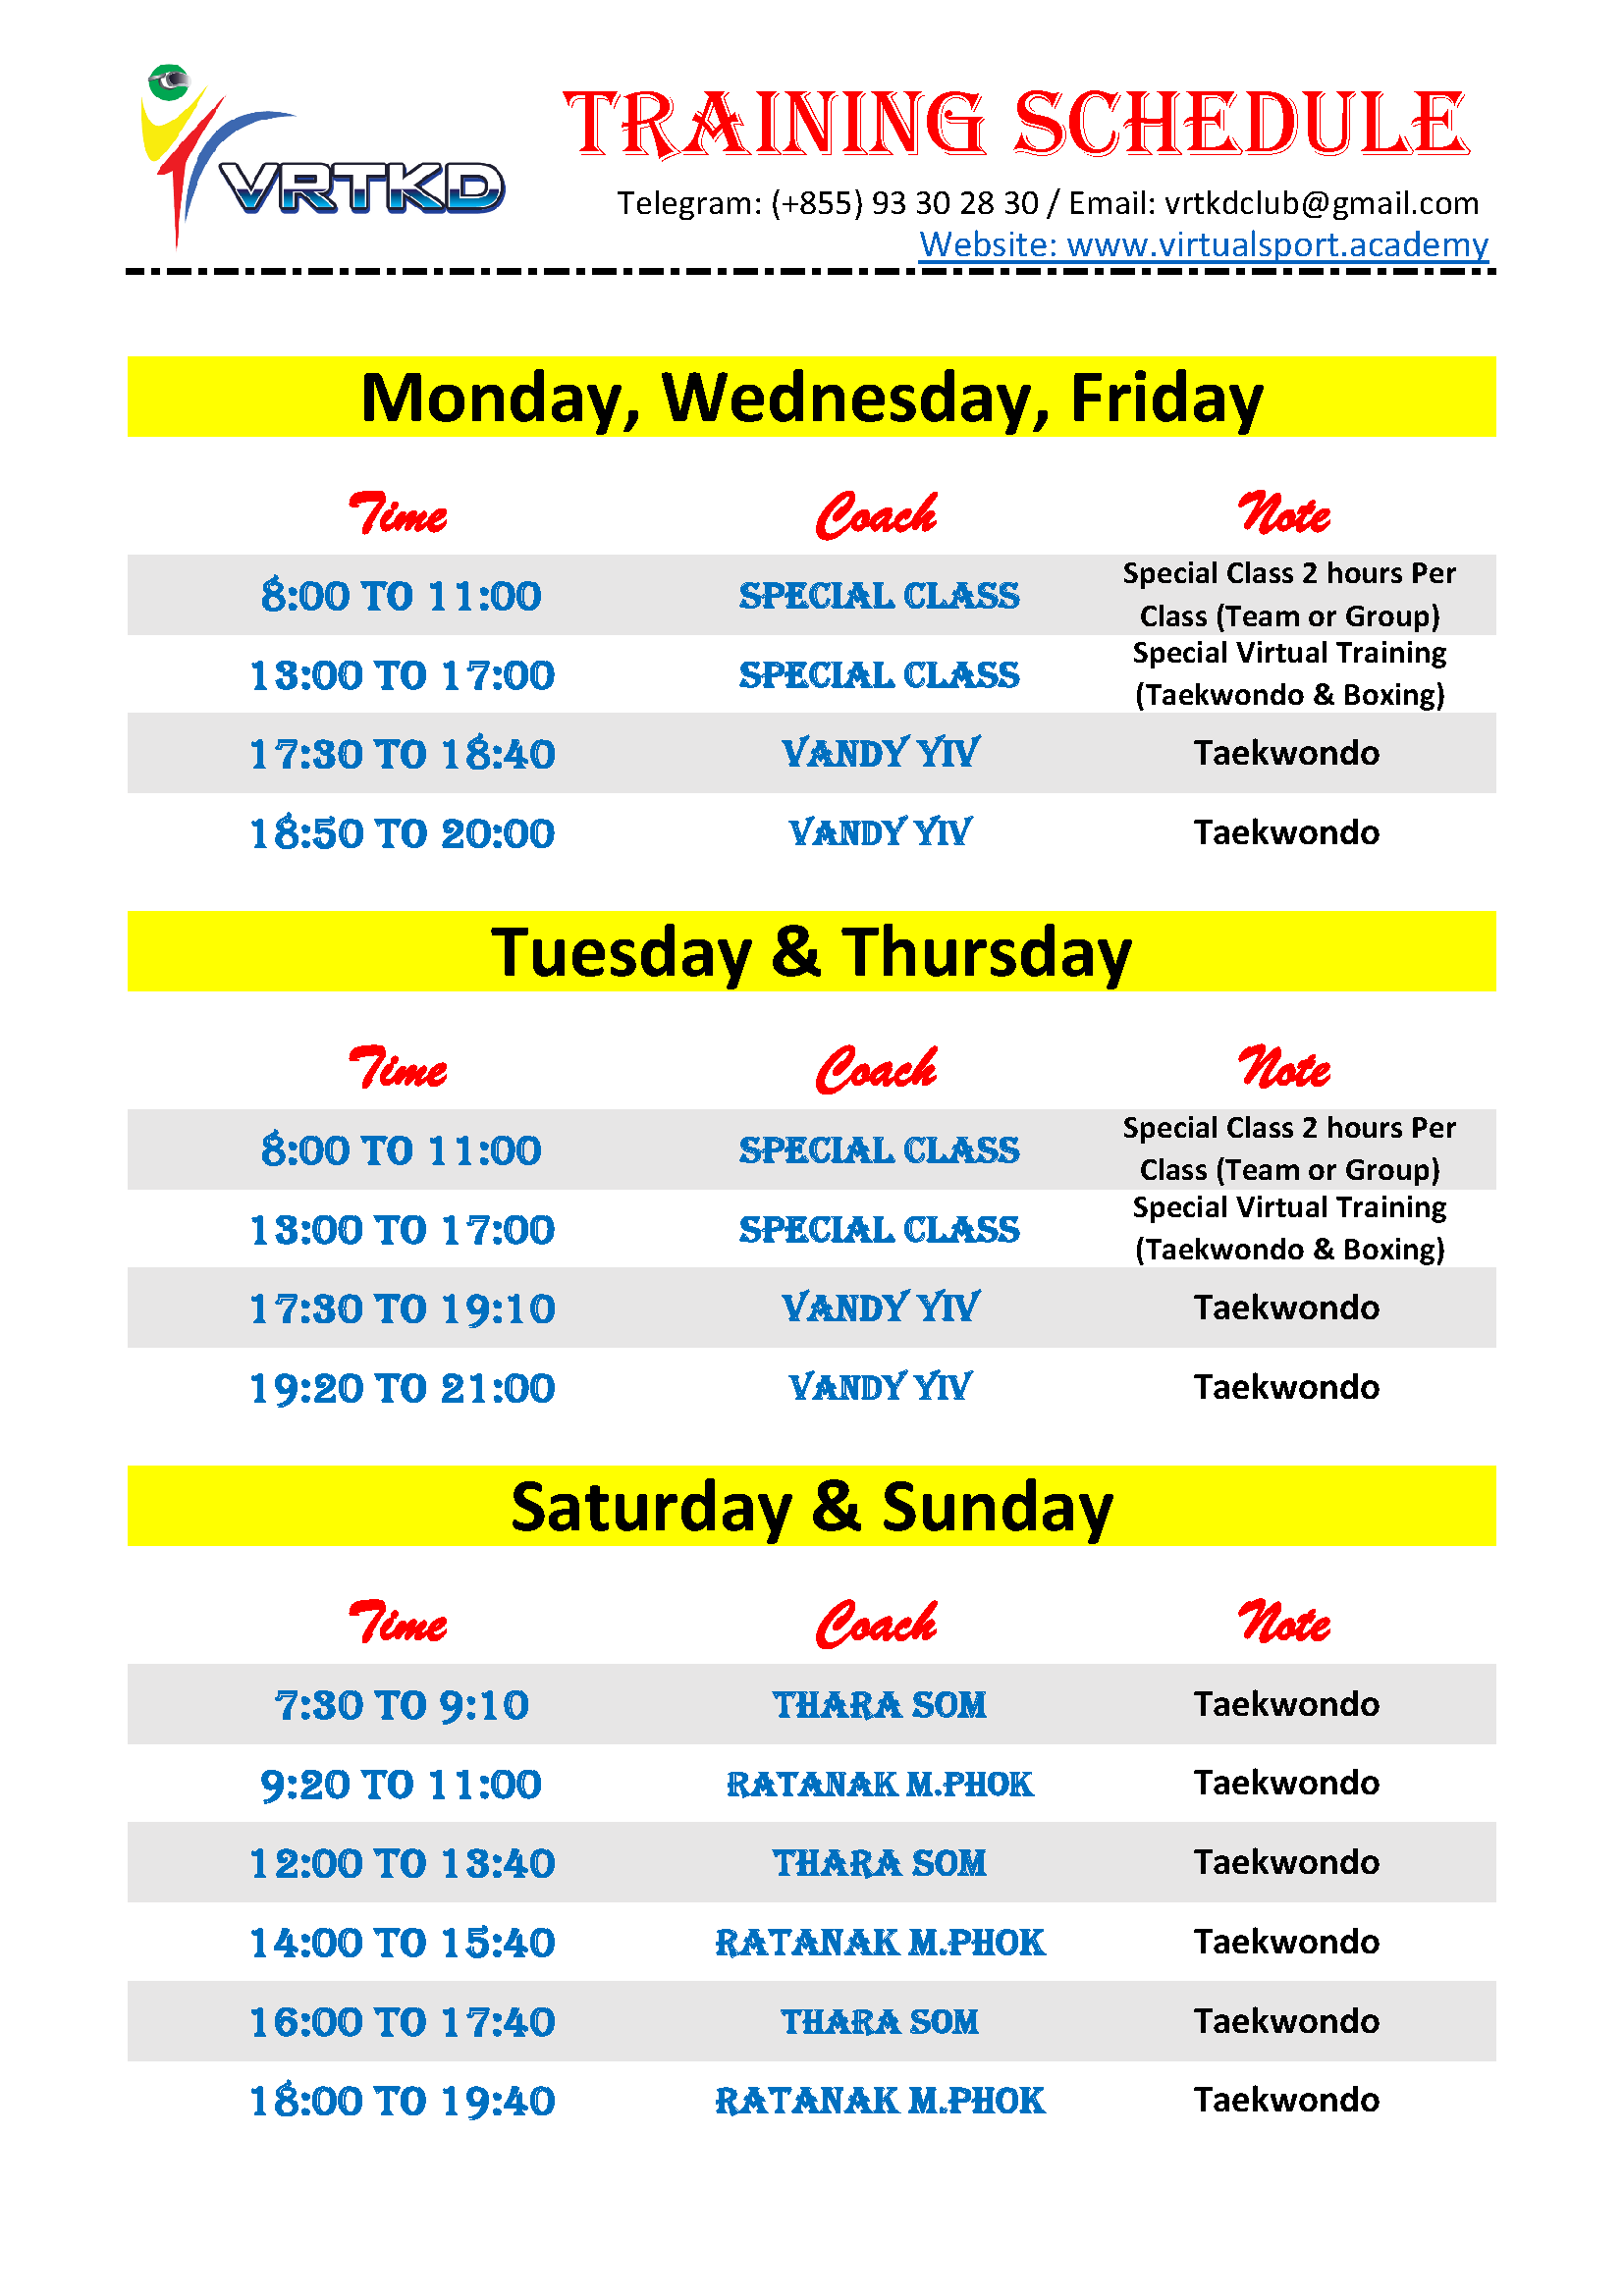 VRTKD
TRAINING SCHEDULE
Telegram: (+855) 93 30 28 30 / Email: vrtkdclub@gmail.com
Website: www.virtualsport.academy
Monday, Wednesday, Friday
Time Coach Note
8:00 TO 11:00 SPECIAL CLASS Special Class 2 hours Per
Class (Team or Group)
13:00 TO 17:00 SPECIAL CLASS Special Virtual Training
(Taekwondo & Boxing)
17:30 TO 18:40 VANDY YIV Taekwondo
18:50 TO 20:00 VANDY YIV Taekwondo
Tuesday & Thursday
Time Coach Note
8:00 TO 11:00 SPECIAL CLASS Special Class 2 hours Per
Class (Team or Group)
13:00 TO 17:00 SPECIAL CLASS Special Virtual Training
(Taekwondo & Boxing)
17:30 TO 19:10 VANDY YIV Taekwondo
19:20 TO 21:00 VANDY YIV Taekwondo
Saturday & Sunday
Time Coach Note
7:30 TO 9:10 THARA SOM Taekwondo
9:20 TO 11:00 RATANAK M.PHOK Taekwondo
12:00 TO 13:40 THARA SOM Taekwondo
14:00 TO 15:40 RATANAK M.PHOK Taekwondo
16:00 TO 17:40 THARA SOM Taekwondo
18:00 TO 19:40 RATANAK M.PHOK Taekwondo